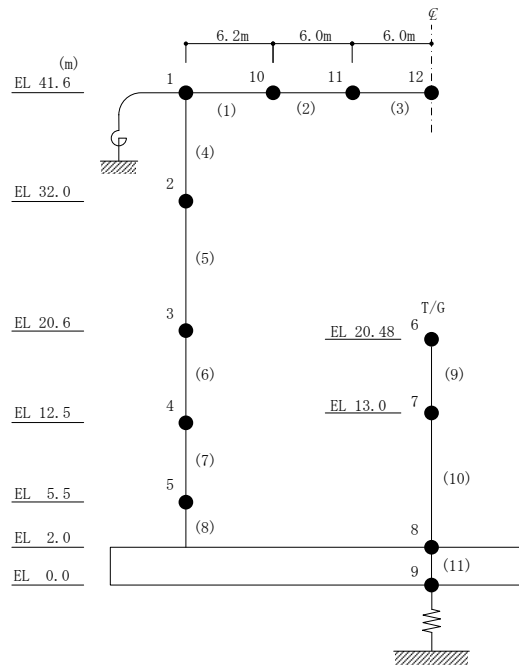 ℄
6.2m 6.0m 6.0m
(m)
EL 41.6 1 10 11 12
(1) (2) (3)
(4)
EL 32.0 2
(5)
EL 20.6 3
T/G
EL 20.48 6
(6) (9)
EL 12.5 4
EL 13.0 7
(7)
(10)
EL 5.5 5
(8)
EL 2.0 8
(11)
EL 0.0 9